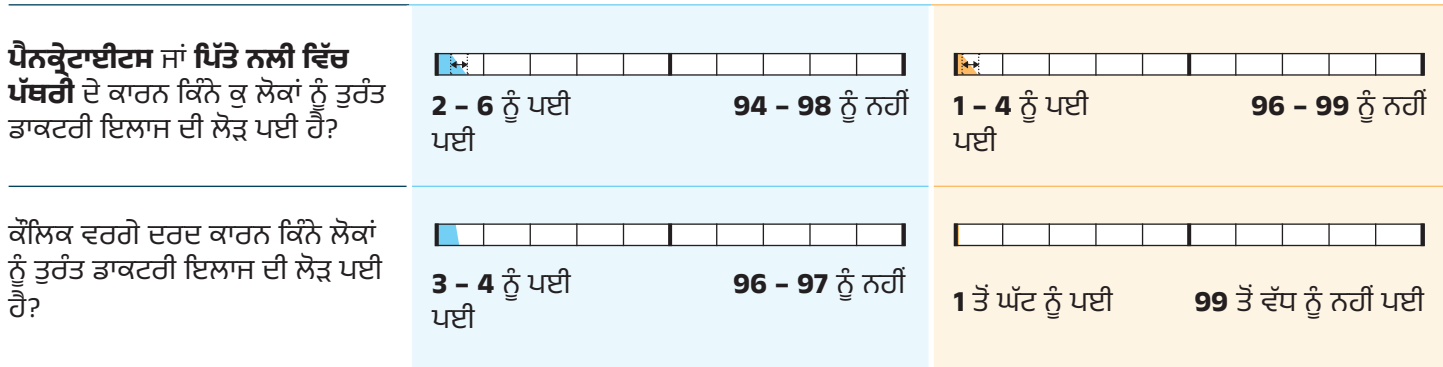 ਪੈਨਕ੍ਰੇਟਾਈਟਸ ਜਾਂ ਪਿੱਤੇ ਨਲੀ ਵਿੱਚ
ਪੱਥਰੀ ਦੇ ਕਾਰਨ ਕਿੰਨੇ ਕੁ ਲੋਕਾਂ ਨੂੰ ਤੁਰੰਤ
ਡਾਕਟਰੀ ਇਲਾਜ ਦੀ ਲੋੜ ਪਈ ਹੈ?
2 – 6 ਨੂੰ ਪਈ 94 – 98 ਨੂੰ ਨਹੀਂ
ਪਈ
1 – 4 ਨੂੰ ਪਈ 96 – 99 ਨੂੰ ਨਹੀਂ
ਪਈ
ਕੌਲਿਕ ਵਰਗੇ ਦਰਦ ਕਾਰਨ ਕਿੰਨੇ ਲੋਕਾਂ
ਨੂੰ ਤੁਰੰਤ ਡਾਕਟਰੀ ਇਲਾਜ ਦੀ ਲੋੜ ਪਈ
ਹੈ?
3 – 4 ਨੂੰ ਪਈ 96 – 97 ਨੂੰ ਨਹੀਂ
ਪਈ
1 ਤੋਂ ਘੱਟ ਨੂੰ ਪਈ 99 ਤੋਂ ਵੱਧ ਨੂੰ ਨਹੀਂ ਪਈ